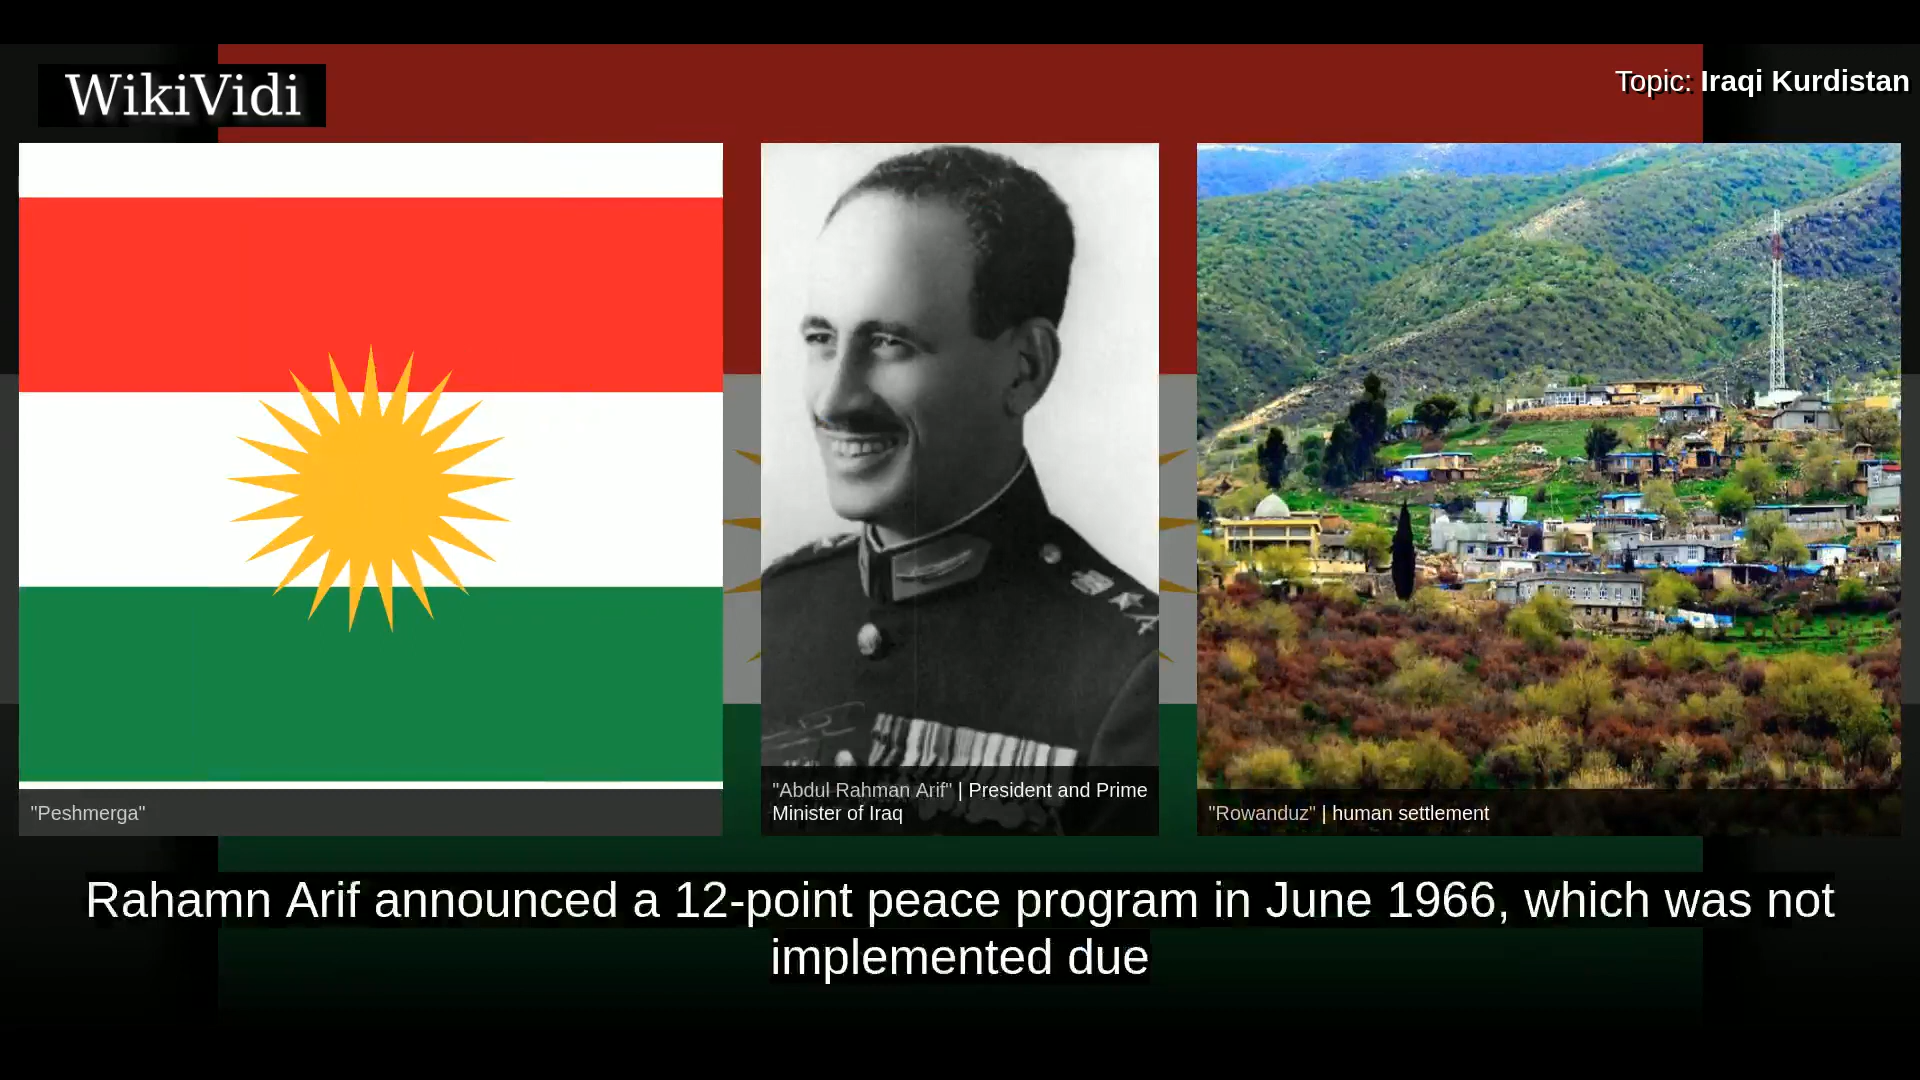 WikiVidi
Topic: Iraqi Kurdistan
"Peshmerga"
"Abdul Rahman Arif" | President and Prime
Minister of Iraq
"Rowanduz" | human settlement
Rahamn Arif announced a 12-point peace program in June 1966, which was not
implemented due